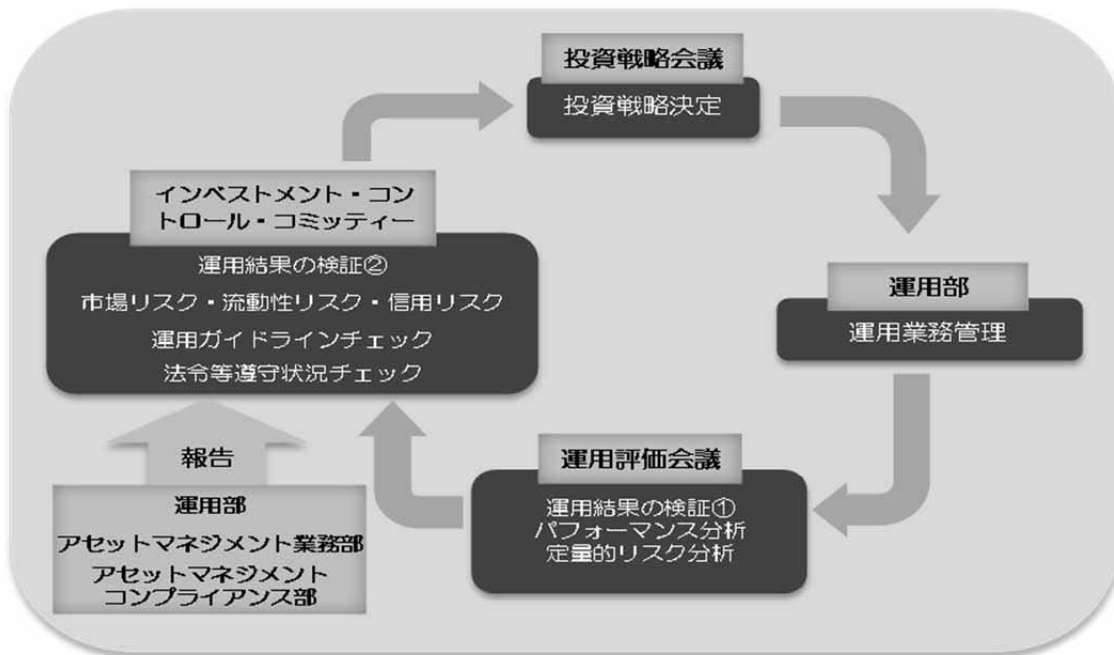 投資戦略会議
投資戦略決定
インベストメント・コン
トロール・コミッティー
運用結果の検証②
市場リスク・流動性リスク・信用リスク
運用ガイドラインチェック
法令等遵守状況チェック
運用部
運用業務管理
運用評価会議
運用結果の検証①
パフォーマンス分析
定量的リスク分析
報告
運用部
アセットマネジメント業務部
アセットマネジメント
コンプライアンス部